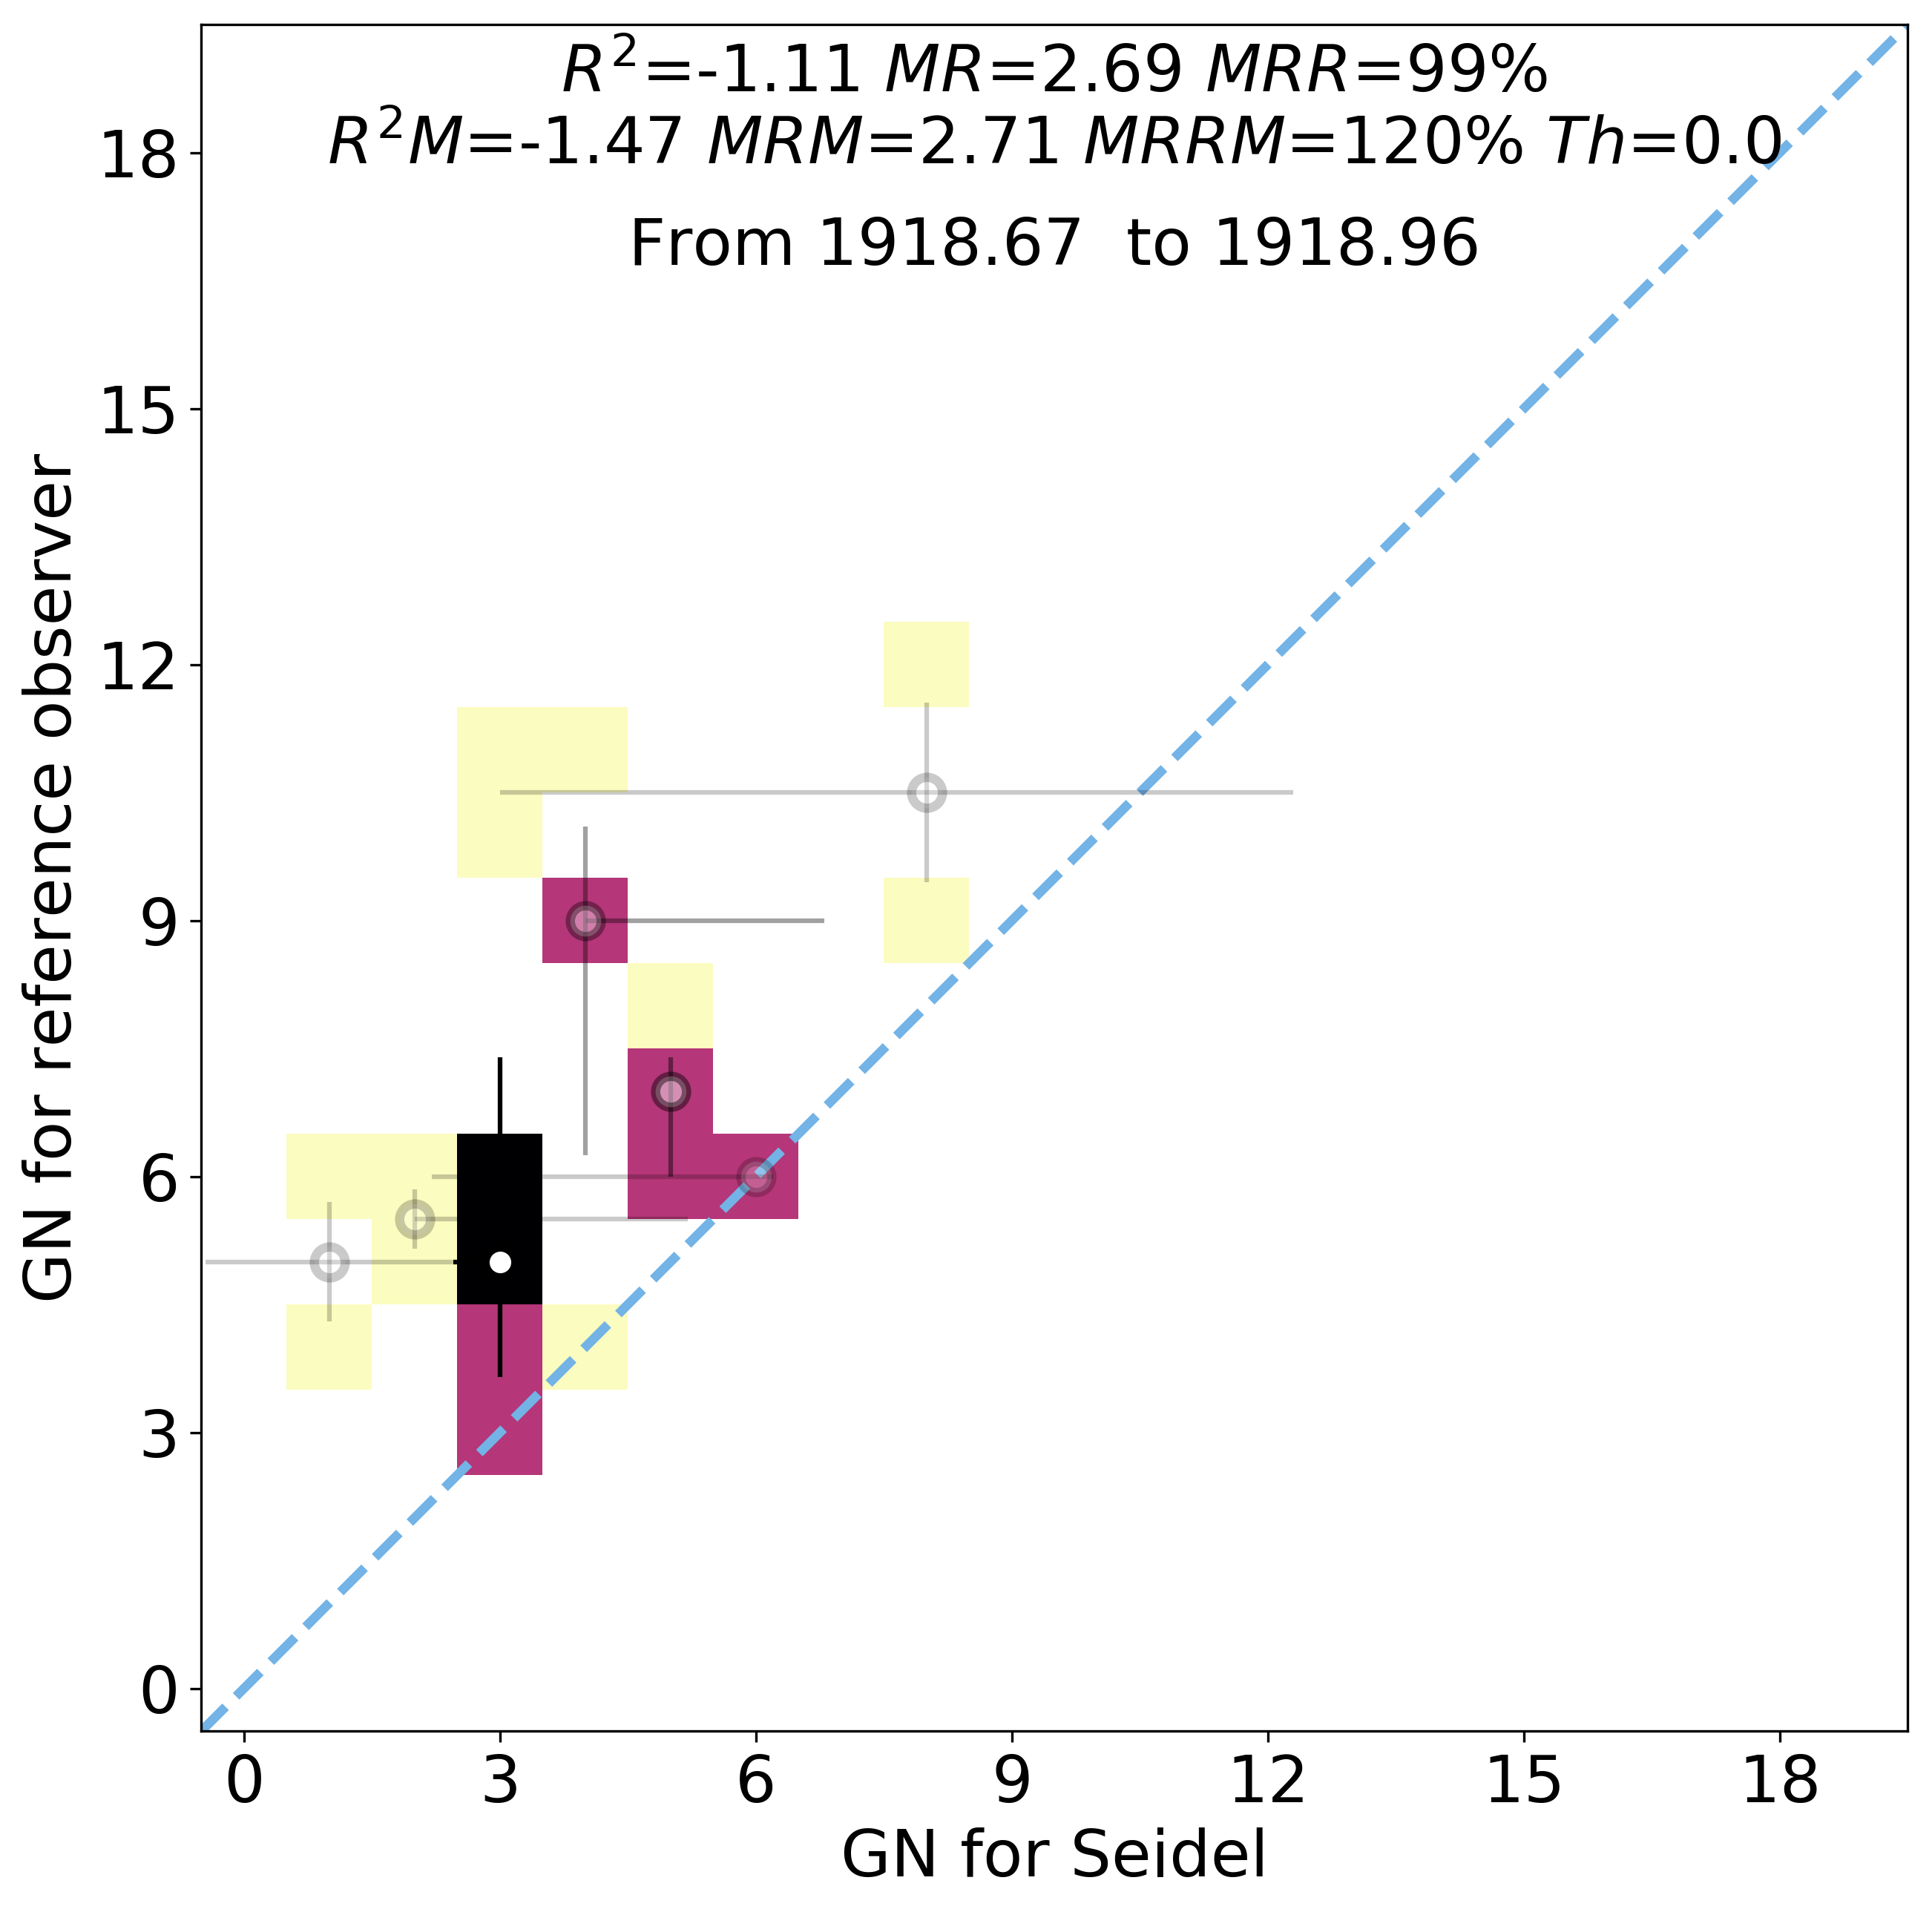 R²=-1.11 MR=2.69 MRR=99%
R²M=-1.47 MRM=2.71 MRRM=120% Th=0.0
From 1918.67  to 1918.96
GN for reference observer
18
15
12
9
6
3
0
0 3 6 9 12 15 18
GN for Seidel